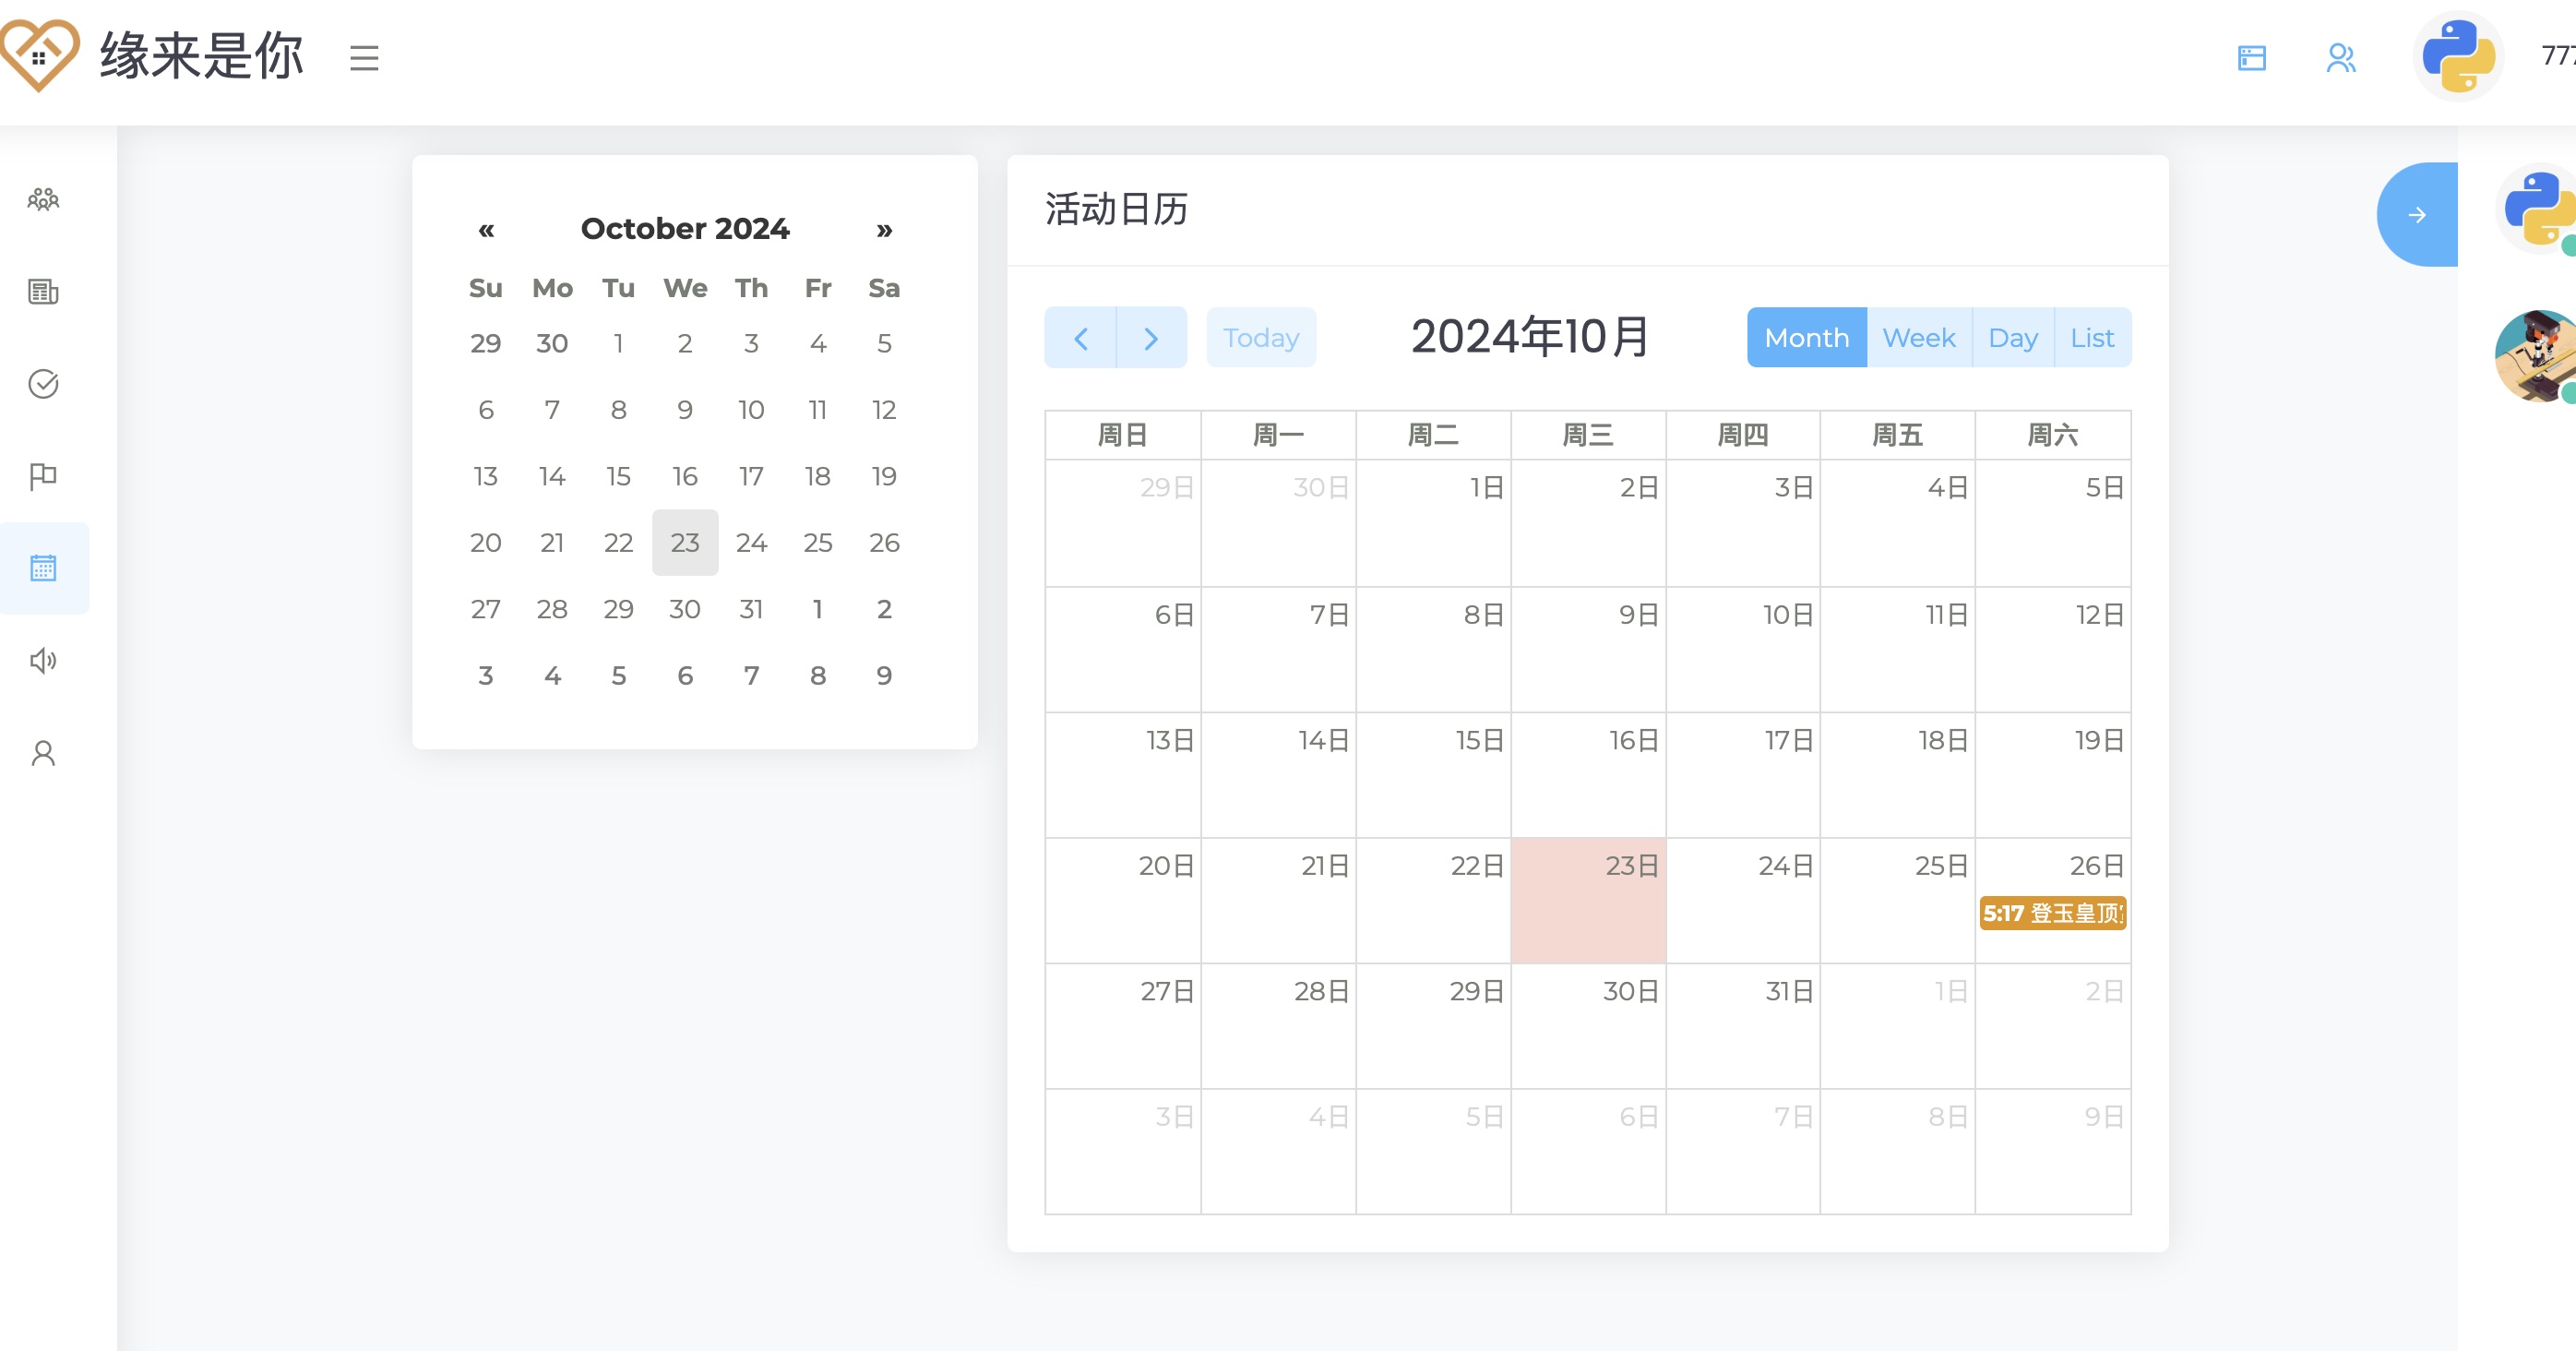 缘来是你
777
« October 2024 »
Su Mo Tu We Th Fr Sa
29 30 1 2 3 4 5
6 7 8 9 10 11 12
13 14 15 16 17 18 19
20 21 22 23 24 25 26
27 28 29 30 31 1 2
3 4 5 6 7 8 9
活动日历
Today 2024年10月 Month Week Day List
周日 周一 周二 周三 周四 周五 周六
29日 30日 1日 2日 3日 4日 5日
6日 7日 8日 9日 10日 11日 12日
13日 14日 15日 16日 17日 18日 19日
20日 21日 22日 23日 24日 25日 26日
5:17 登玉皇顶
27日 28日 29日 30日 31日 1日 2日
3日 4日 5日 6日 7日 8日 9日